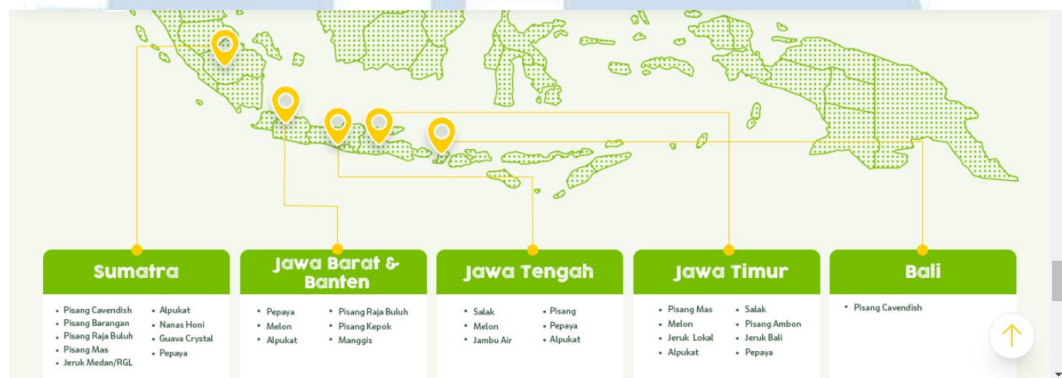 Sumatra
• Pisang Cavendish
• Pisang Barangan
• Pisang Raja Buluh
• Pisang Mas
• Jeruk Medan/RGL
• Alpukat
• Nanas Honi
• Guava Crystal
• Pepaya
Jawa Barat &
Banten
• Pepaya
• Melon
• Alpukat
• Pisang Raja Buluh
• Pisang Kepok
• Manggis
Jawa Tengah
• Salak
• Melon
• Jambu Air
• Pisang
• Pepaya
• Alpukat
Jawa Timur
• Pisang Mas
• Melon
• Jeruk Lokal
• Alpukat
• Salak
• Pisang Ambon
• Jeruk Bali
• Pepaya
Bali
• Pisang Cavendish